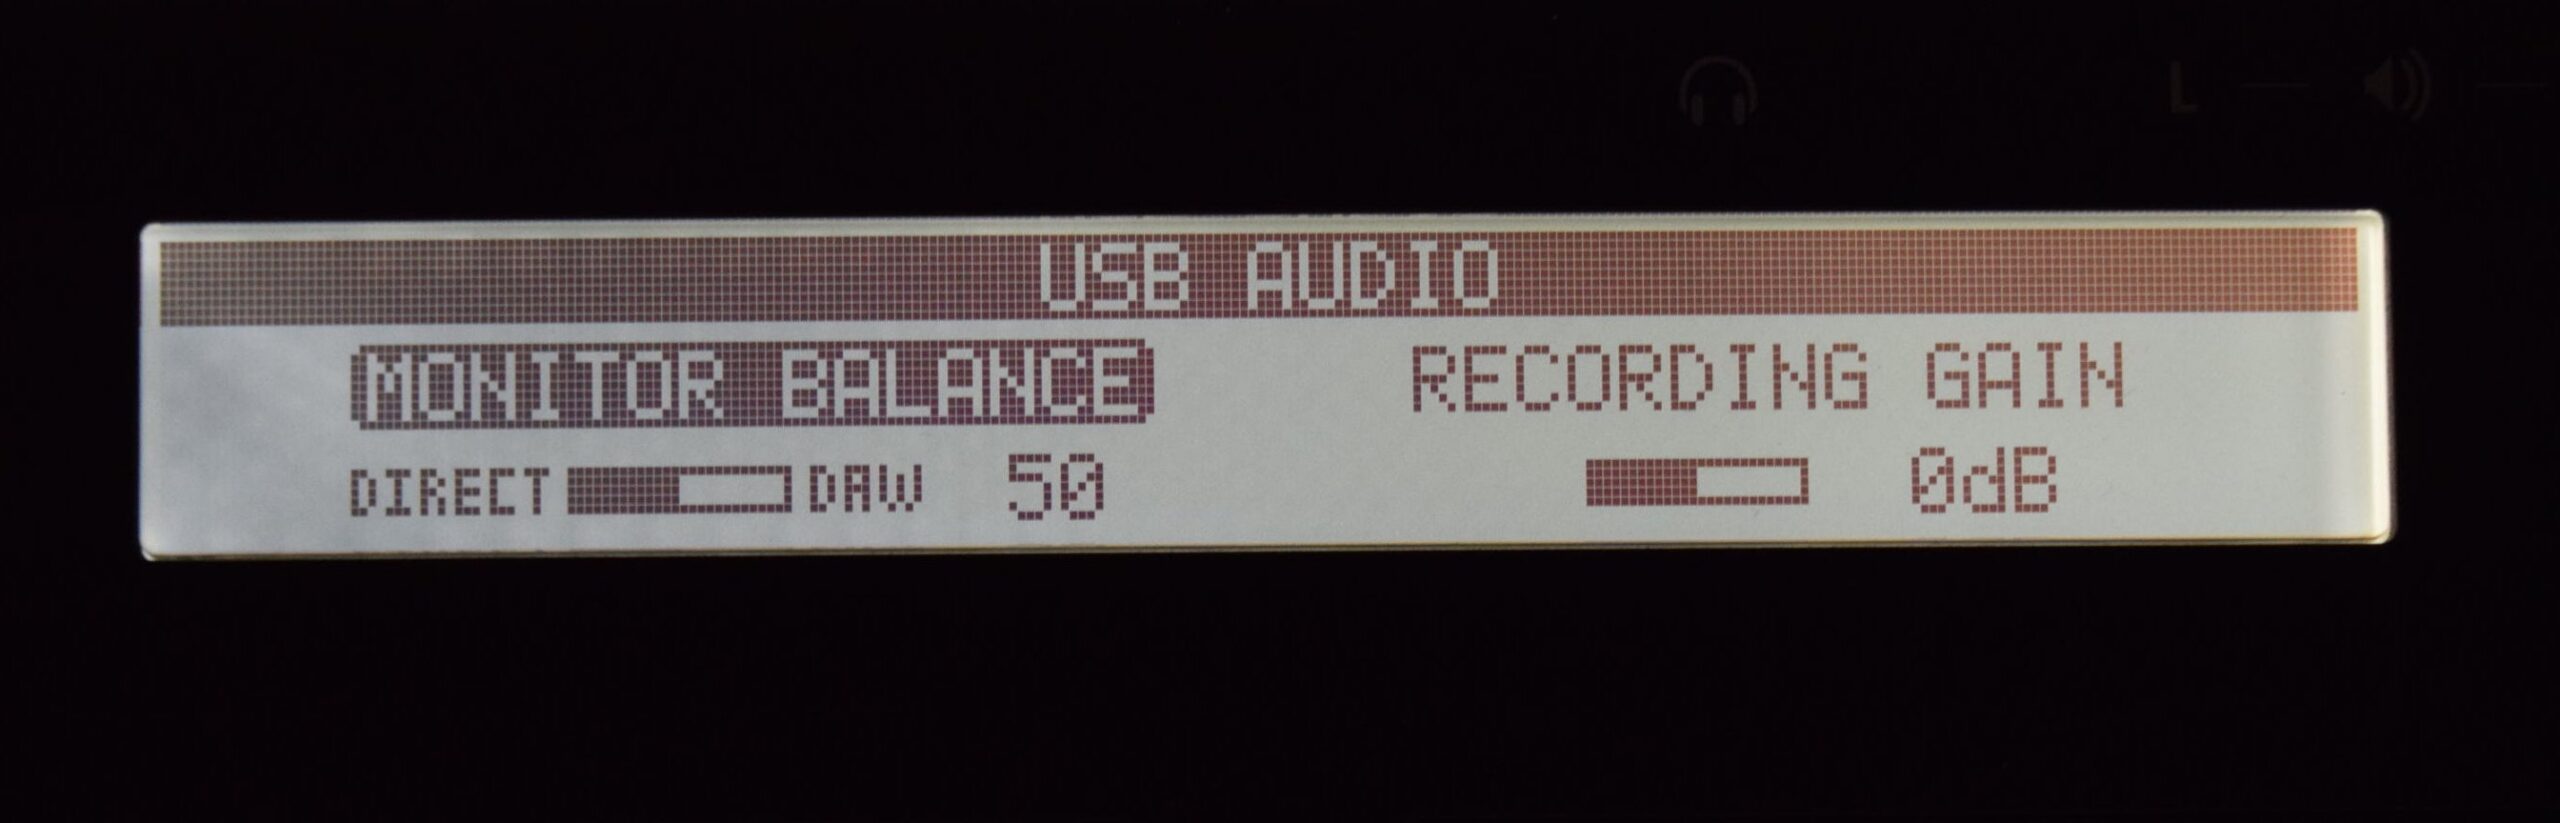 L
USB AUDIO
MONITOR BALANCE RECORDING GAIN
DIRECT DAW 50 0dB